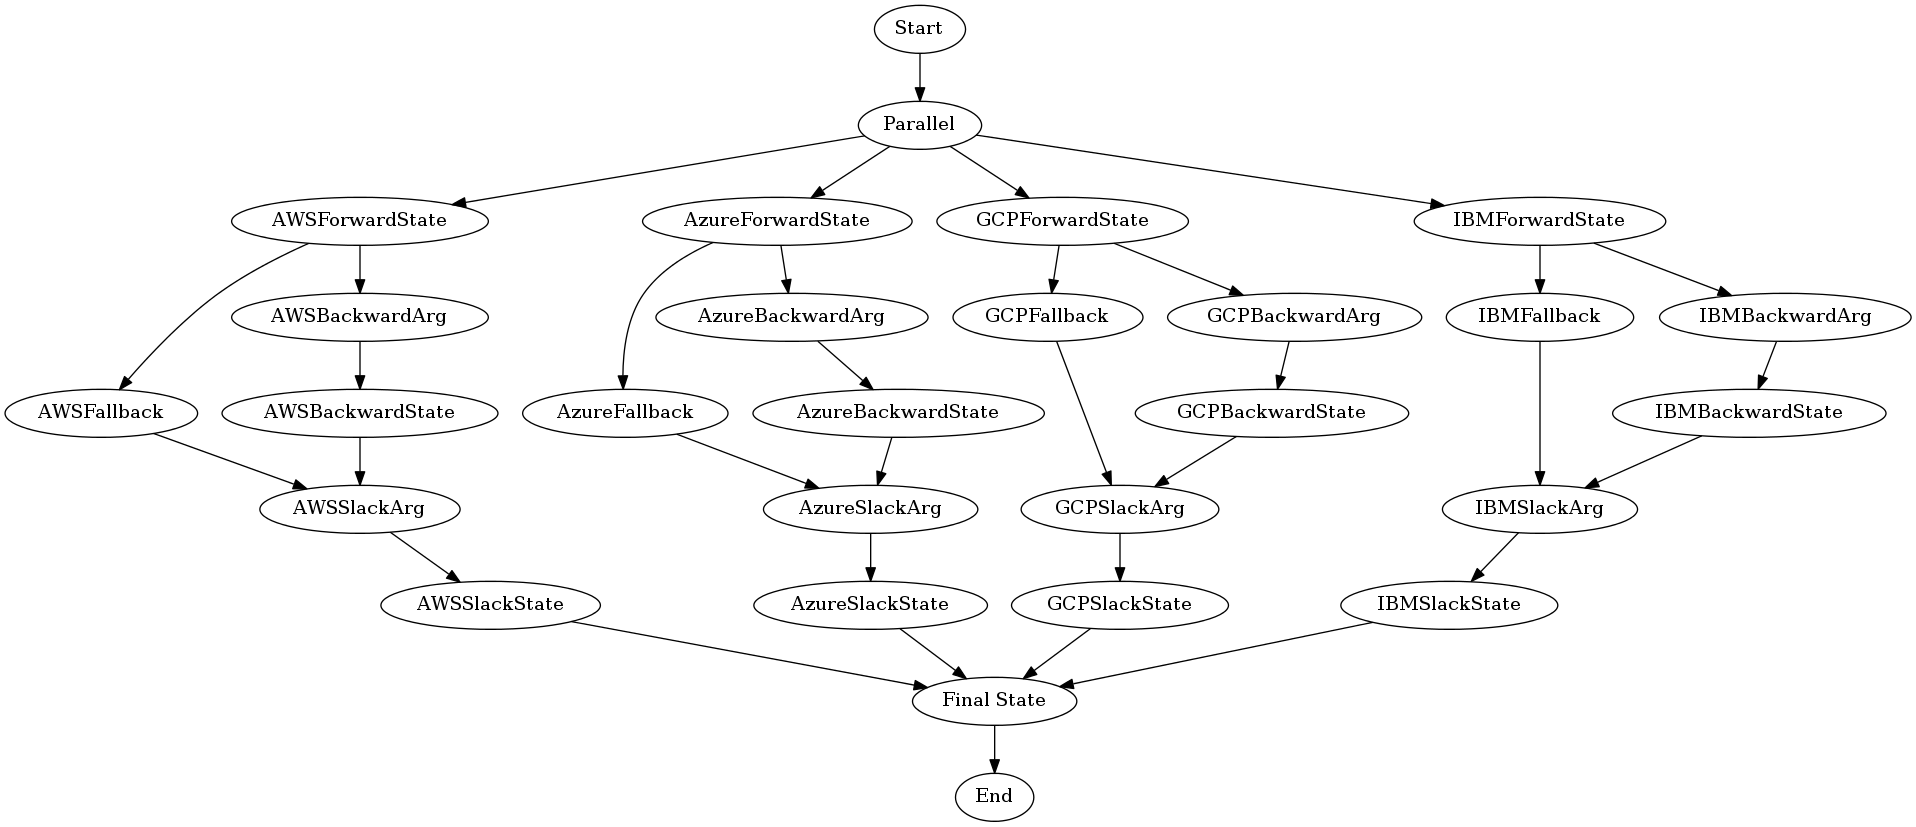 Start
Parallel
AWSForwardState
AzureForwardState
GCPForwardState
IBMForwardState
AWSBackwardArg
AzureBackwardArg
GCPFallback
GCPBackwardArg
IBMFallback
IBMBackwardArg
AWSFallback
AWSBackwardState
AzureFallback
AzureBackwardState
GCPBackwardState
IBMBackwardState
AWSSlackArg
AzureSlackArg
GCPSlackArg
IBMSlackArg
AWSSlackState
AzureSlackState
GCPSlackState
IBMSlackState
Final State
End